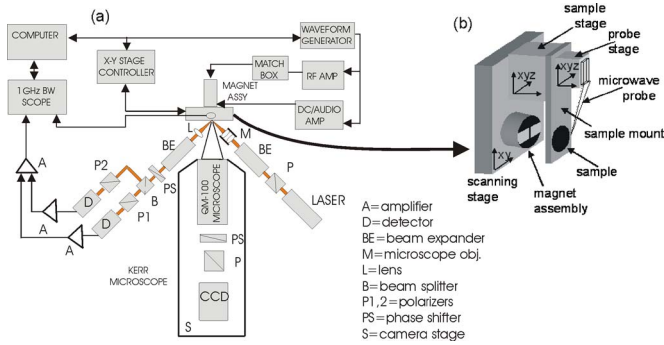 (a)
COMPUTER
1GHz BW
SCOPE
X-Y STAGE
CONTROLLER
WAVEFORM
GENERATOR
MATCH
BOX
RF AMP
MAGNET
ASSY
DC/AUDIO
AMP
L
M
BE
BE
P
LASER
PS
B
P2
P1
D
D
A
A
A
QM-100
MICROSCOPE
PS
P
CCD
S
KERR
MICROSCOPE
A=amplifier
D=detector
BE=beam expander
M=microscope obj.
L=lens
B=beam splitter
P1,2=polarizers
PS=phase shifter
S=camera stage
(b)
sample
stage
probe
stage
xyz
xyz
microwave
probe
sample mount
sample
xy
scanning
stage
magnet
assembly